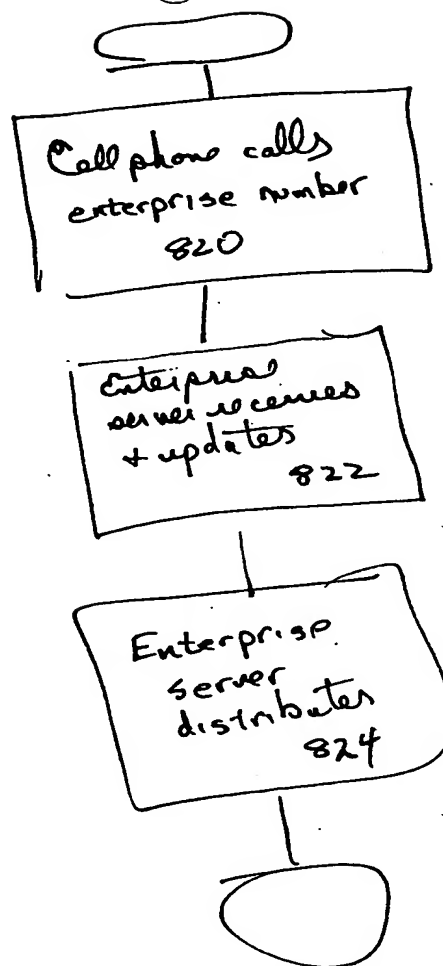 Cell phone calls
enterprise number
820
Enterprise
server receives
+ updates
822
Enterprise
server
distributes
824